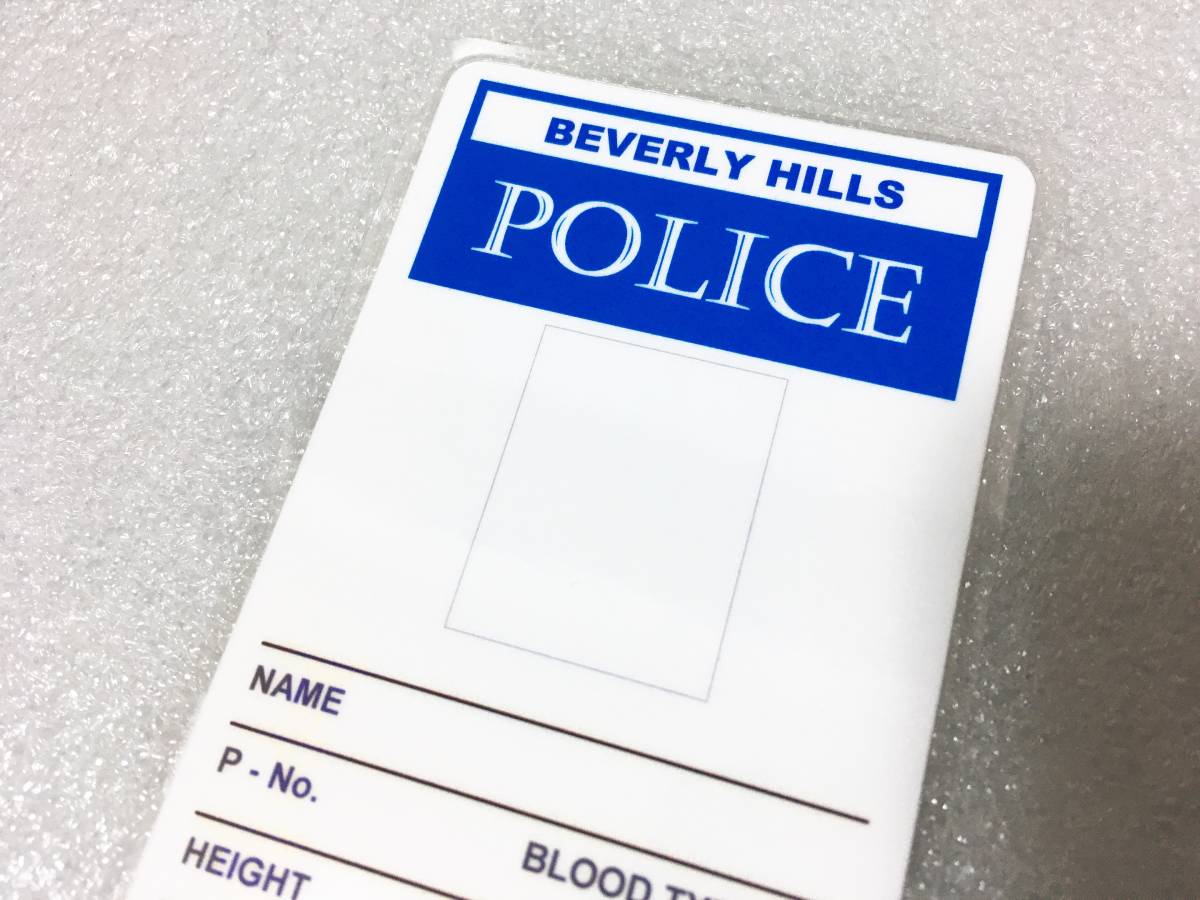 BEVERLY HILLS
POLICE
NAME
P - No.
HEIGHT BLOOD